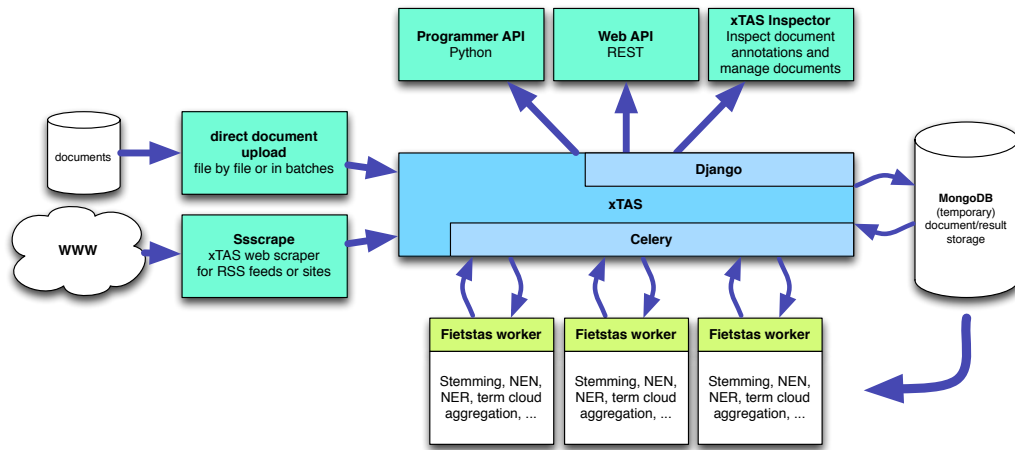 Programmer API
Python
Web API
REST
xTAS Inspector
Inspect document
annotations and
manage documents
documents
direct document
upload
file by file or in batches
Django
xTAS
Celery
MongoDB
(temporary)
document/result
storage
WWW
Ssscrape
xTAS web scraper
for RSS feeds or sites
Fietstas worker
Stemming, NEN,
NER, term cloud
aggregation, ...
Fietstas worker
Stemming, NEN,
NER, term cloud
aggregation, ...
Fietstas worker
Stemming, NEN,
NER, term cloud
aggregation, ...